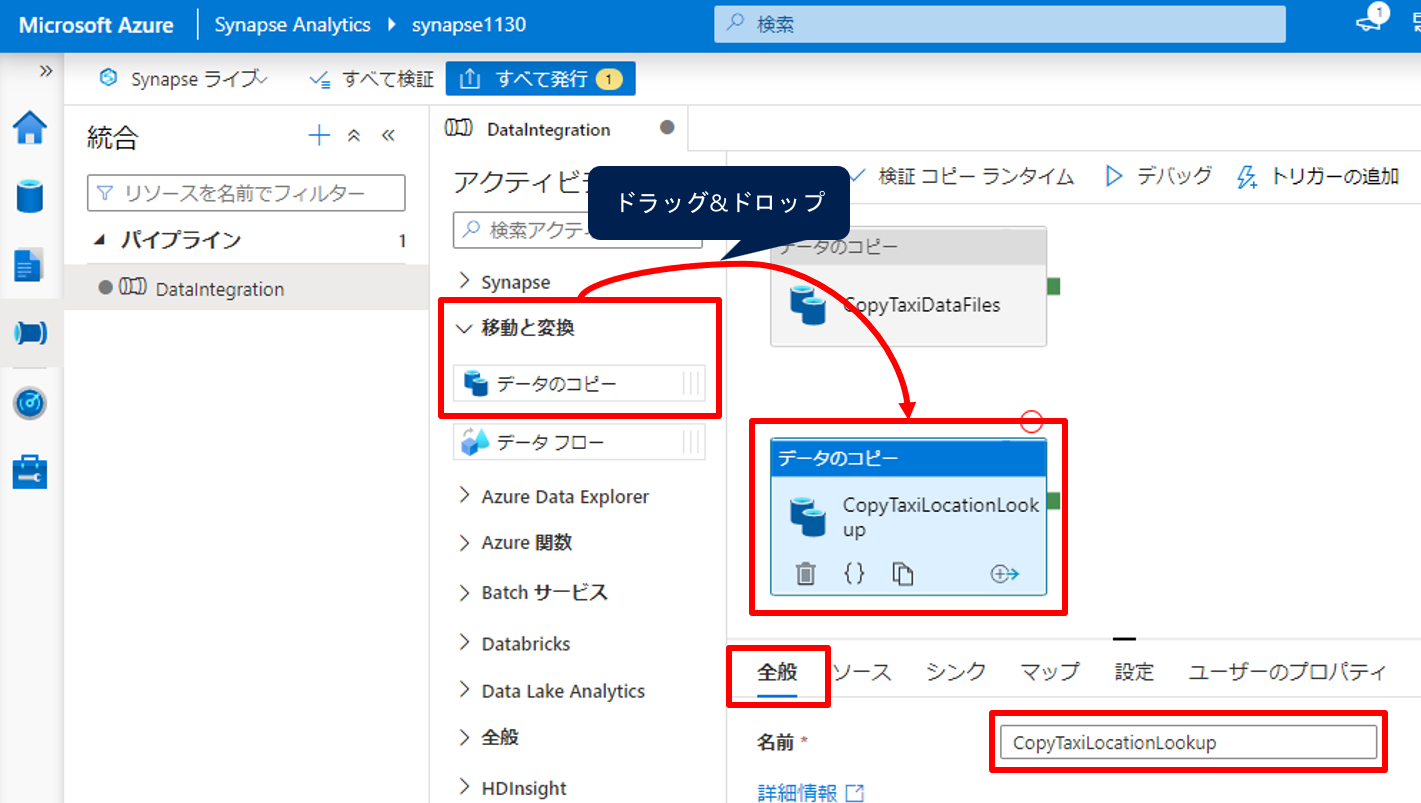 Microsoft Azure
Synapse Analytics
synapse1130
検索
1
Synapse ライブ
すべて検証
すべて発行 1
統合
リソースを名前でフィルター
パイプライン 1
DataIntegration
DataIntegration
アクティビ
検索アクテ
Synapse
移動と変換
データのコピー
データ フロー
Azure Data Explorer
Azure 関数
Batch サービス
Databricks
Data Lake Analytics
全般
HDInsight
ドラッグ&ドロップ
検証 コピー ランタイム
デバッグ
トリガーの追加
データのコピー
CopyTaxiDataFiles
データのコピー
CopyTaxiLocationLook
up
{}
全般 ソース シンク マップ 設定 ユーザーのプロパティ
名前 *
CopyTaxiLocationLookup
詳細情報